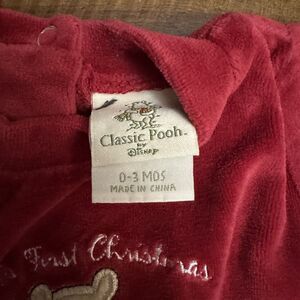 Classic Pooh
BY
Disney
0-3 MOS
MADE IN CHINA
First Christmas